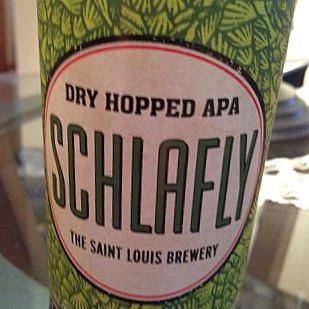 DRY HOPPED APA
SCHLAFLY
THE SAINT LOUIS BREWERY